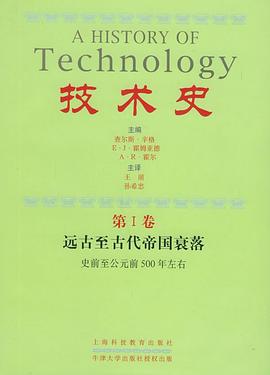 A HISTORY OF
Technology
技术史
主编
查尔斯·辛格
E·J·霍姆亚德
A·R·霍尔
主译
王前
孙希忠
第Ⅰ卷
远古至古代帝国衰落
史前至公元前500年左右
上海科技教育出版社
牛津大学出版社授权出版